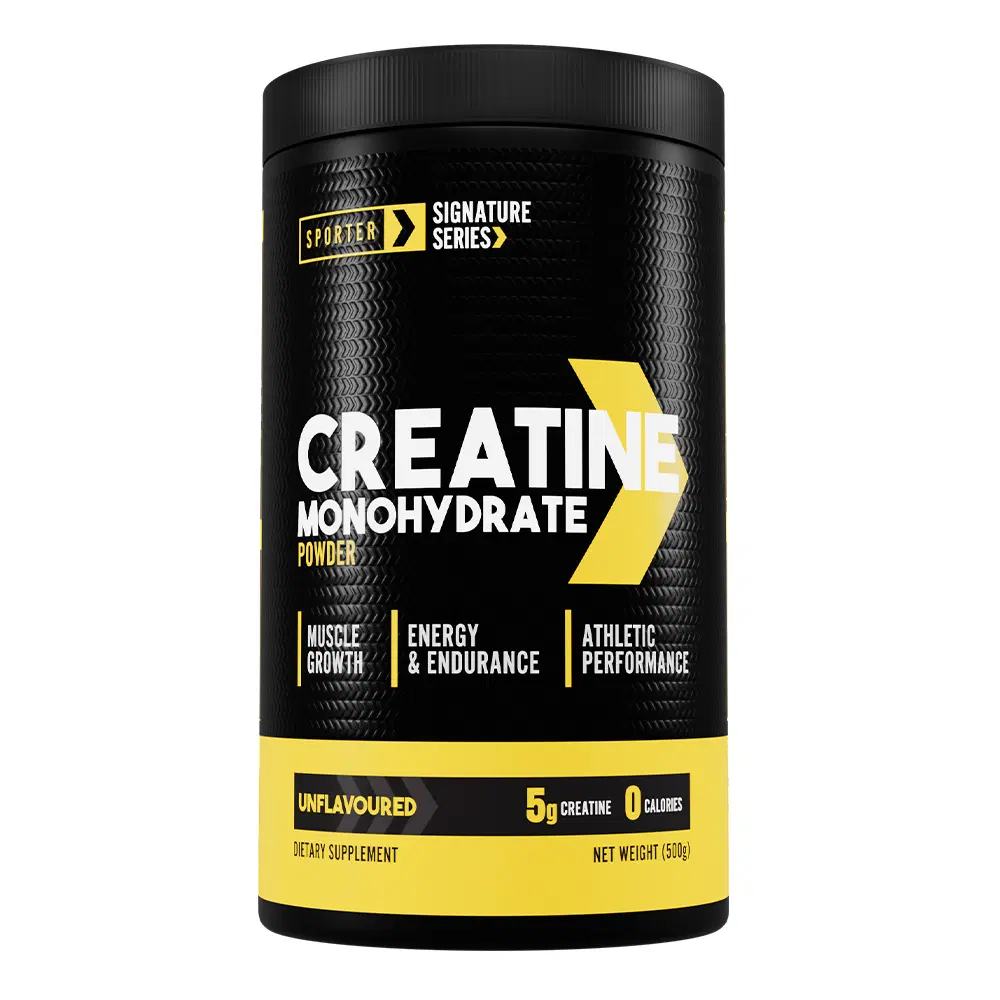 SPORTER
SIGNATURE
SERIES
CREATINE
MONOHYDRATE
POWDER
MUSCLE
GROWTH
ENERGY
& ENDURANCE
ATHLETIC
PERFORMANCE
UNFLAVOURED
5g CREATINE 0 CALORIES
DIETARY SUPPLEMENT
NET WEIGHT (500g)